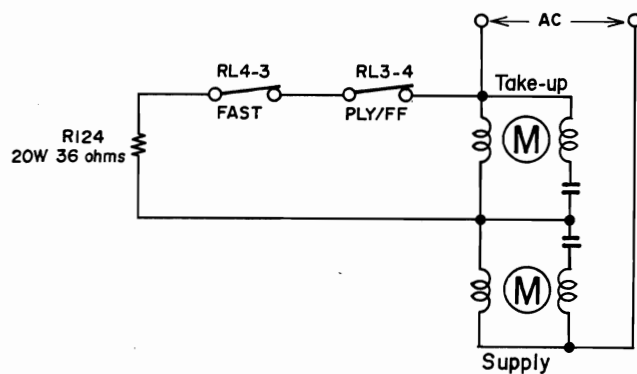 AC
RL4-3
RL3-4
Take-up
FAST
PLY/FF
R124
20W 36 ohms
M
M
Supply